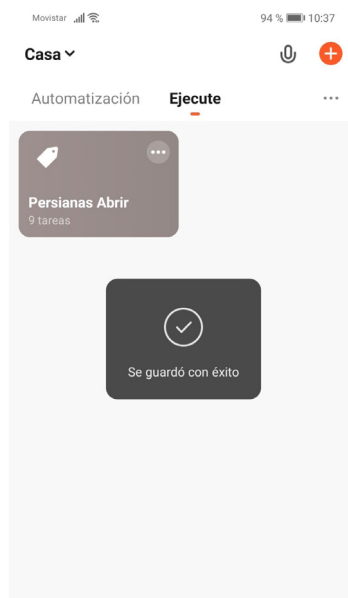 Movistar 94 % 10:37
Casa
Automatización Ejecute
Persianas Abrir
9 tareas
Se guardó con éxito